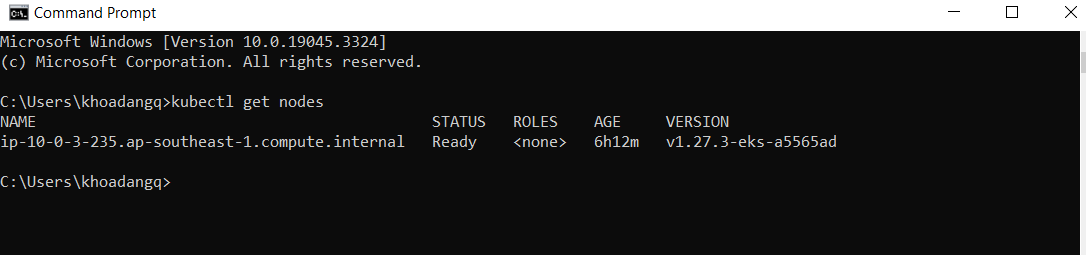 Command Prompt
Microsoft Windows [Version 10.0.19045.3324]
(c) Microsoft Corporation. All rights reserved.
C:\Users\khoadangq>kubectl get nodes
NAME STATUS ROLES AGE VERSION
ip-10-0-3-235.ap-southeast-1.compute.internal Ready <none> 6h12m v1.27.3-eks-a5565ad
C:\Users\khoadangq>